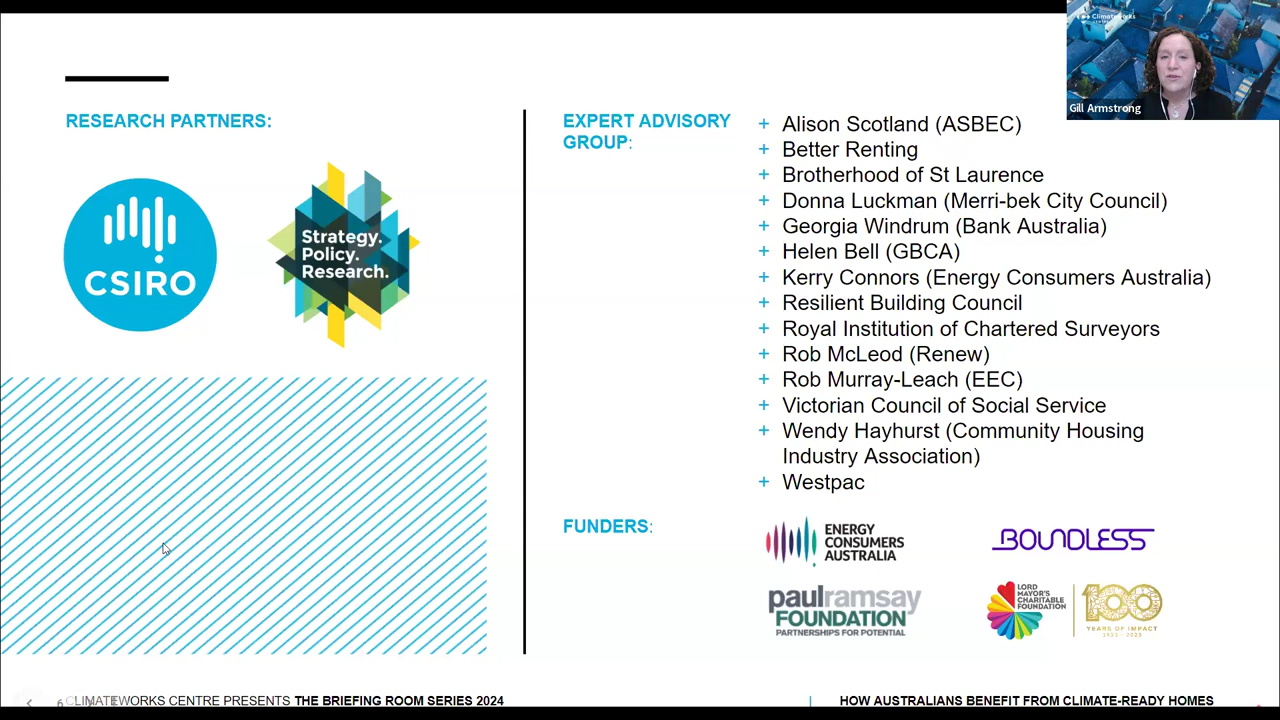 ClimateWorks
CENTRE
Gill Armstrong
RESEARCH PARTNERS:
CSIRO
Strategy.
Policy.
Research.
EXPERT ADVISORY
GROUP:
+ Alison Scotland (ASBEC)
+ Better Renting
+ Brotherhood of St Laurence
+ Donna Luckman (Merri-bek City Council)
+ Georgia Windrum (Bank Australia)
+ Helen Bell (GBCA)
+ Kerry Connors (Energy Consumers Australia)
+ Resilient Building Council
+ Royal Institution of Chartered Surveyors
+ Rob McLeod (Renew)
+ Rob Murray-Leach (EEC)
+ Victorian Council of Social Service
+ Wendy Hayhurst (Community Housing
Industry Association)
+ Westpac
FUNDERS:
ENERGY
CONSUMERS
AUSTRALIA
BOUNDLESS
paulramsay
FOUNDATION
PARTNERSHIPS FOR POTENTIAL
LORD
MAYOR'S
CHARITABLE
FOUNDATION
100
YEARS OF IMPACT
1923 - 2023
6
CLIMATEWORKS CENTRE PRESENTS THE BRIEFING ROOM SERIES 2024
| HOW AUSTRALIANS BENEFIT FROM CLIMATE-READY HOMES